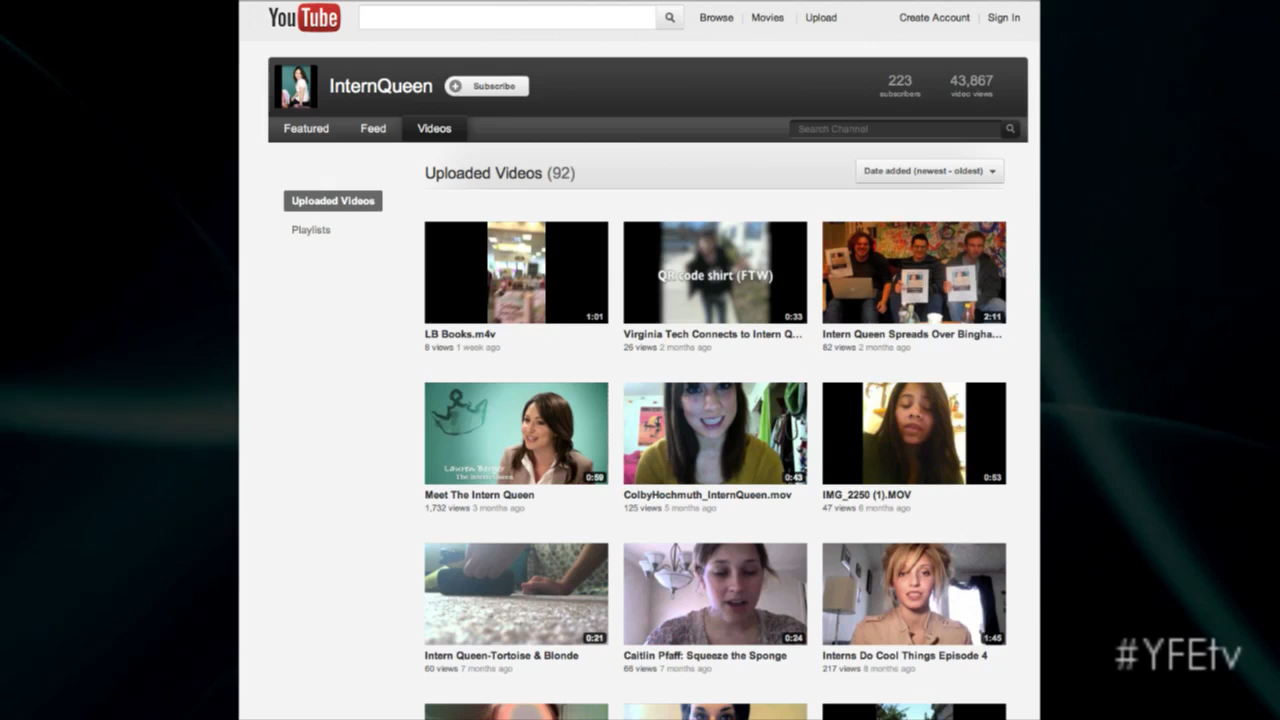 YouTube
Browse
Movies
Upload
Create Account
Sign In
InternQueen
Subscribe
223
subscribers
43,867
video views
Featured
Feed
Videos
Search Channel
Uploaded Videos (92)
Date added (newest - oldest)
Uploaded Videos
Playlists
1:01
QR code shirt (FTW)
0:33
2:11
LB Books.m4v
8 views 1 week ago
Virginia Tech Connects to Intern Q...
26 views 2 months ago
Intern Queen Spreads Over Bingha...
82 views 2 months ago
Lauren Berger
The Intern Queen
0:59
0:43
0:53
Meet The Intern Queen
1,732 views 3 months ago
ColbyHochmuth_InternQueen.mov
125 views 5 months ago
IMG_2250 (1).MOV
47 views 6 months ago
0:21
0:24
1:45
Intern Queen-Tortoise & Blonde
60 views 7 months ago
Caitlin Pfaff: Squeeze the Sponge
66 views 7 months ago
Interns Do Cool Things Episode 4
217 views 8 months ago
#YFEtv